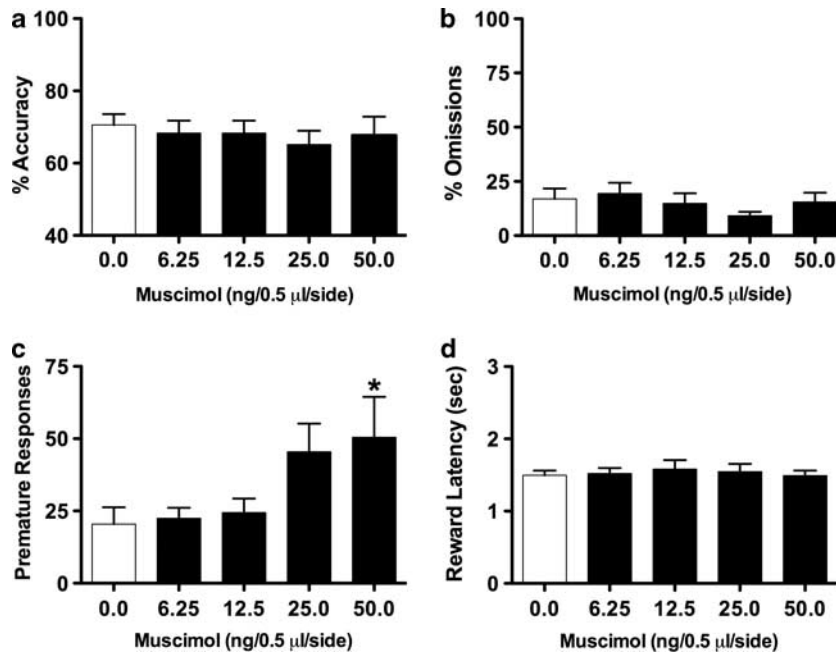 a
100
80
60
40
% Accuracy
0.0 6.25 12.5 25.0 50.0
Muscimol (ng/0.5 μl/side)
b
100
75
50
25
0
% Omissions
0.0 6.25 12.5 25.0 50.0
Muscimol (ng/0.5 μl/side)
c
75
50
25
0
Premature Responses
*
0.0 6.25 12.5 25.0 50.0
Muscimol (ng/0.5 μl/side)
d
3
2
1
0
Reward Latency (sec)
0.0 6.25 12.5 25.0 50.0
Muscimol (ng/0.5 μl/side)